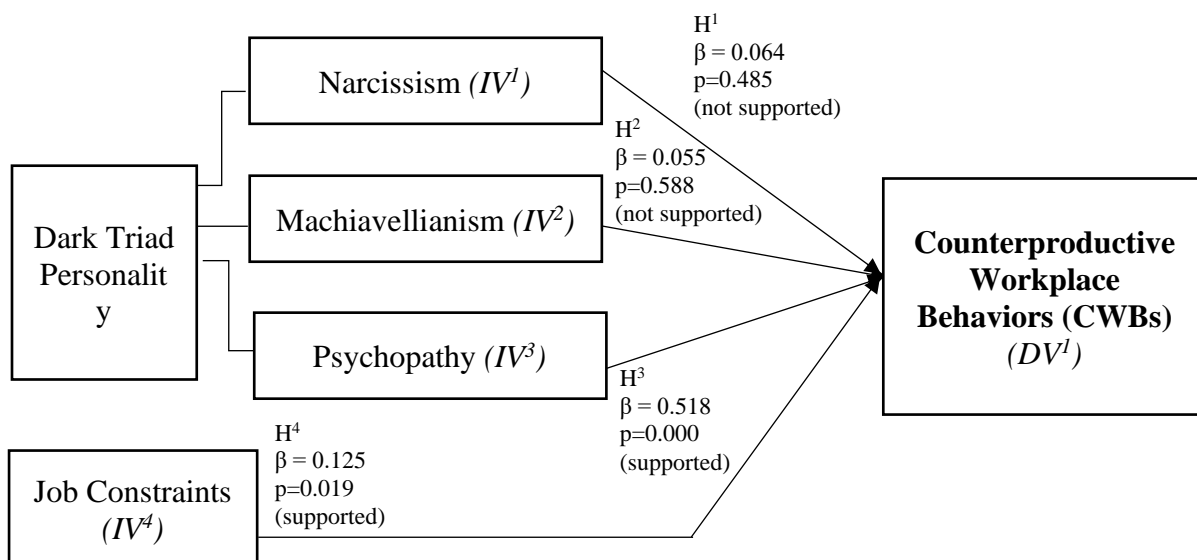 H¹
β = 0.064
p=0.485
(not supported)
Narcissism (IV¹)
H²
β = 0.055
p=0.588
(not supported)
Machiavellianism (IV²)
Dark Triad
Personalit
y
Counterproductive
Workplace
Behaviors (CWBs)
(DV¹)
Psychopathy (IV³)
H³
β = 0.518
p=0.000
(supported)
H⁴
β = 0.125
p=0.019
(supported)
Job Constraints
(IV⁴)